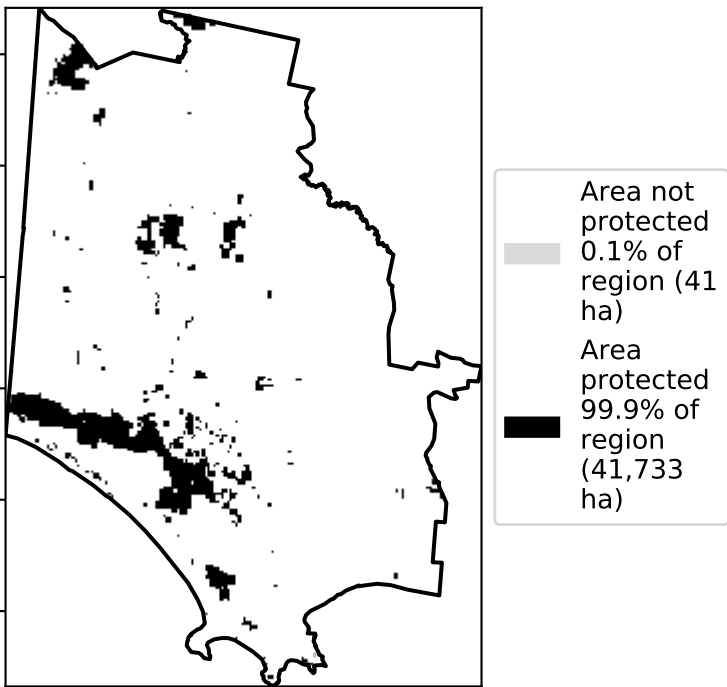 Area not
protected
0.1% of
region (41
ha)
Area
protected
99.9% of
region
(41,733
ha)